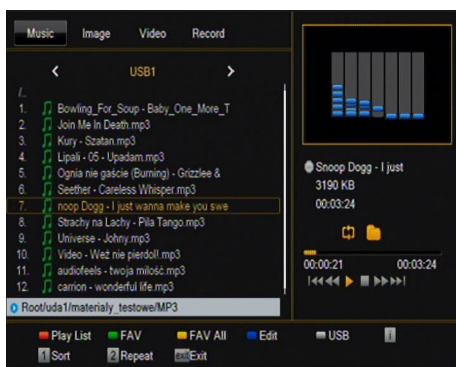 Music Image Video Record
USB1
/..
1. Bowling_For_Soup - Baby_One_More_T
2. Join Me In Death.mp3
3. Kury - Szatan.mp3
4. Lipali - 05 - Upadam.mp3
5. Ognia nie gaście (Burning) - Grizzlee &
6. Seether - Careless Whisper.mp3
7. noop Dogg - I just wanna make you swe
8. Strachy na Lachy - Pila Tango.mp3
9. Universe - Johny.mp3
10. Video - Weź nie pierdol!.mp3
11. audiofeels - twoja milość.mp3
12. carrion - wonderful life.mp3
Root/uda1/materialy_testowe/MP3
Snoop Dogg - I just
3190 KB
00:03:24
00:00:21 00:03:24
Play List FAV FAV All Edit USB i
1 Sort 2 Repeat exit Exit